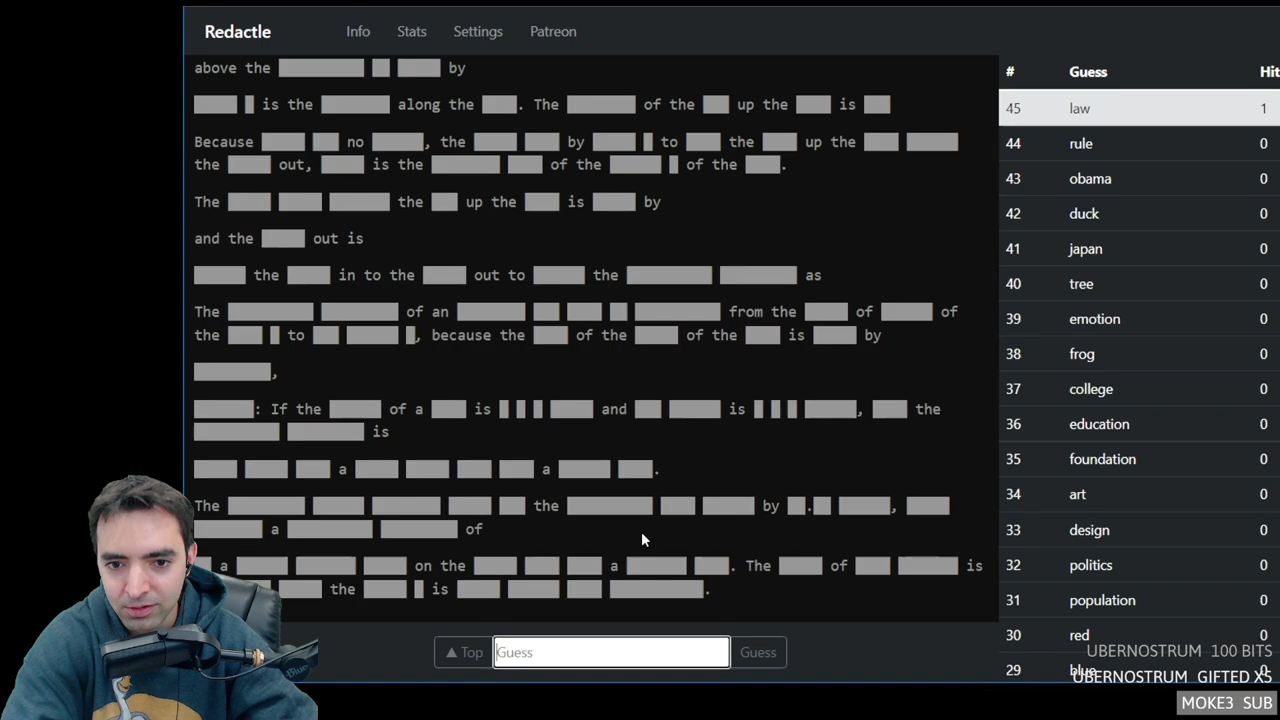 Redactle Info Stats Settings Patreon
# Guess Hit
above the by
is the along the . The of the up the is
Because no , the by to the up the
the out, is the of the of the .
The the up the is by
and the out is
the in to the out to the as
The of an from the of of the
to , because the of the of the is by
,
: If the of a is and is , the
is
a a .
The the by . ,
a of
a on the a . The of is
the is .
45 law 1
44 rule 0
43 obama 0
42 duck 0
41 japan 0
40 tree 0
39 emotion 0
38 frog 0
37 college 0
36 education 0
35 foundation 0
34 art 0
33 design 0
32 politics 0
31 population 0
30 red 0
29 blue 0
▲ Top Guess Guess
UBERNOSTRUM 100 BITS
UBERNOSTRUM GIFTED X5
MOKE3 SUB
Blue